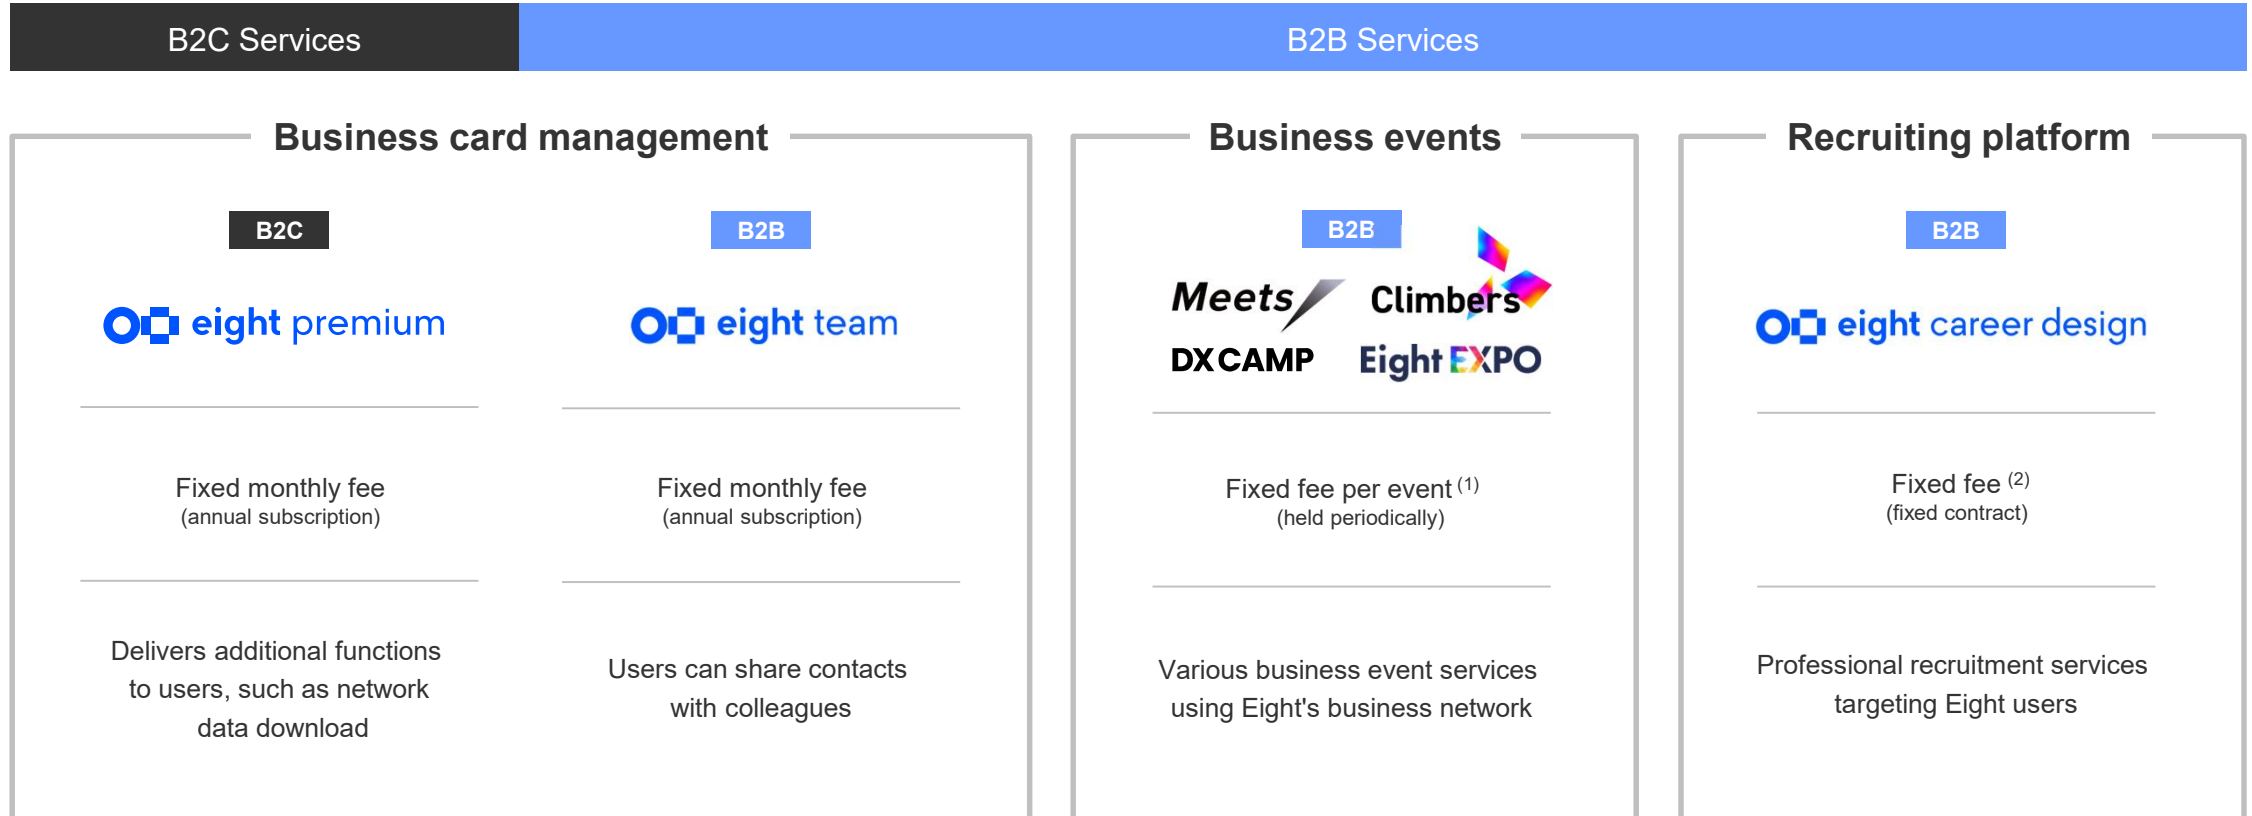 B2C Services
B2B Services
Business card management
B2C
eight premium
Fixed monthly fee
(annual subscription)
Delivers additional functions
to users, such as network
data download
B2B
eight team
Fixed monthly fee
(annual subscription)
Users can share contacts
with colleagues
Business events
B2B
Meets
Climbers
DX CAMP
Eight EXPO
Fixed fee per event (1)
(held periodically)
Various business event services
using Eight's business network
Recruiting platform
B2B
eight career design
Fixed fee (2)
(fixed contract)
Professional recruitment services
targeting Eight users